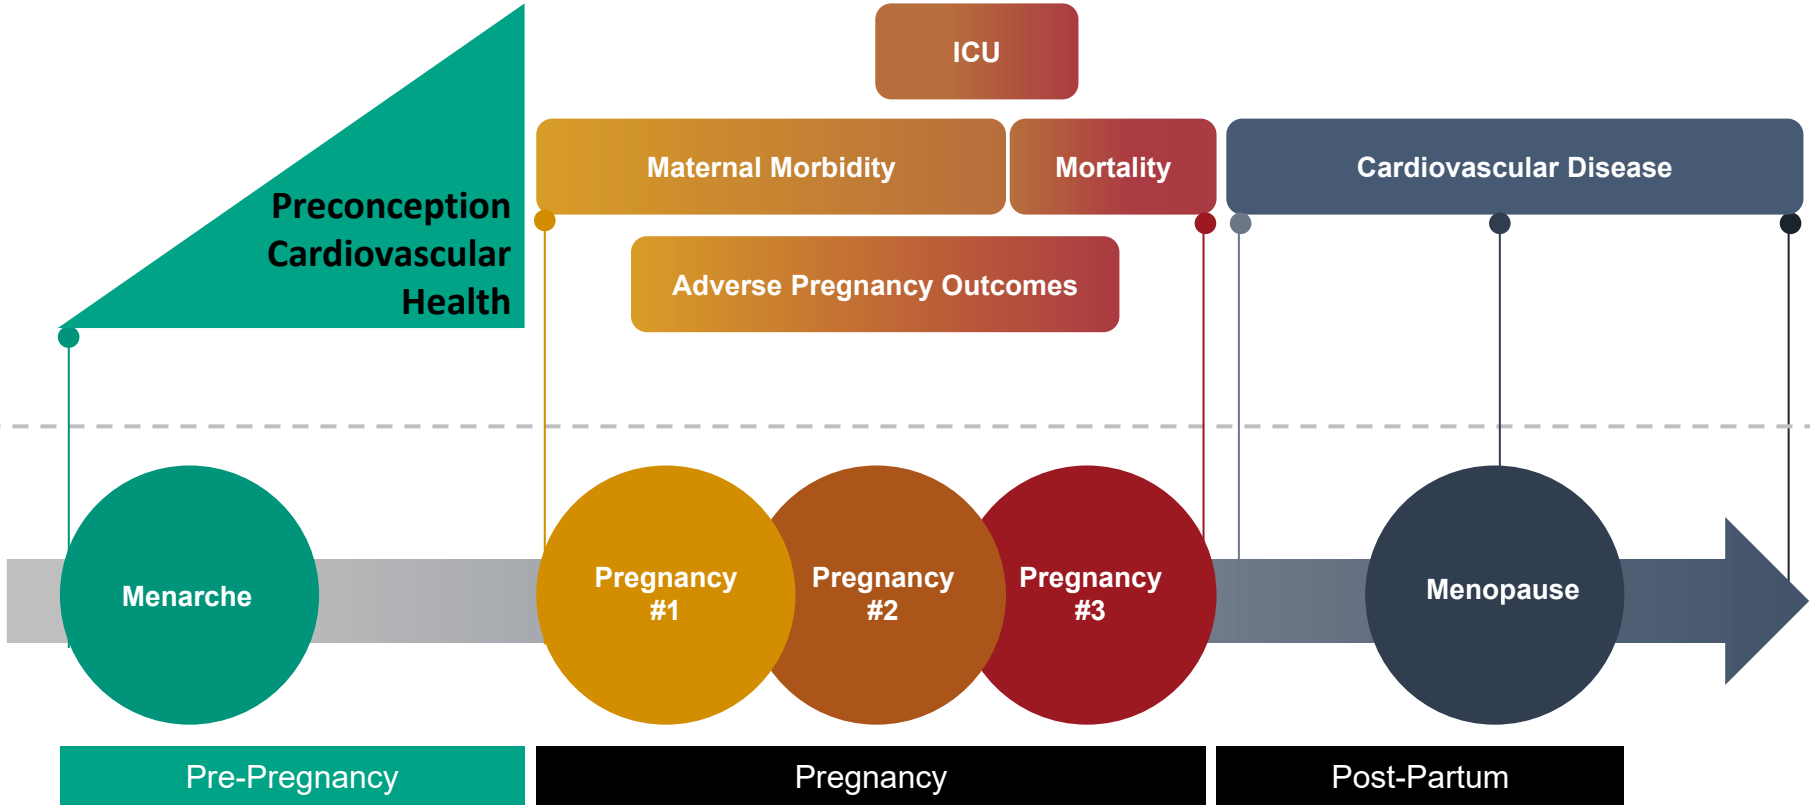 ICU
Maternal Morbidity
Mortality
Cardiovascular Disease
Preconception
Cardiovascular
Health
Adverse Pregnancy Outcomes
Menarche
Pregnancy
#1
Pregnancy
#2
Pregnancy
#3
Menopause
Pre-Pregnancy
Pregnancy
Post-Partum